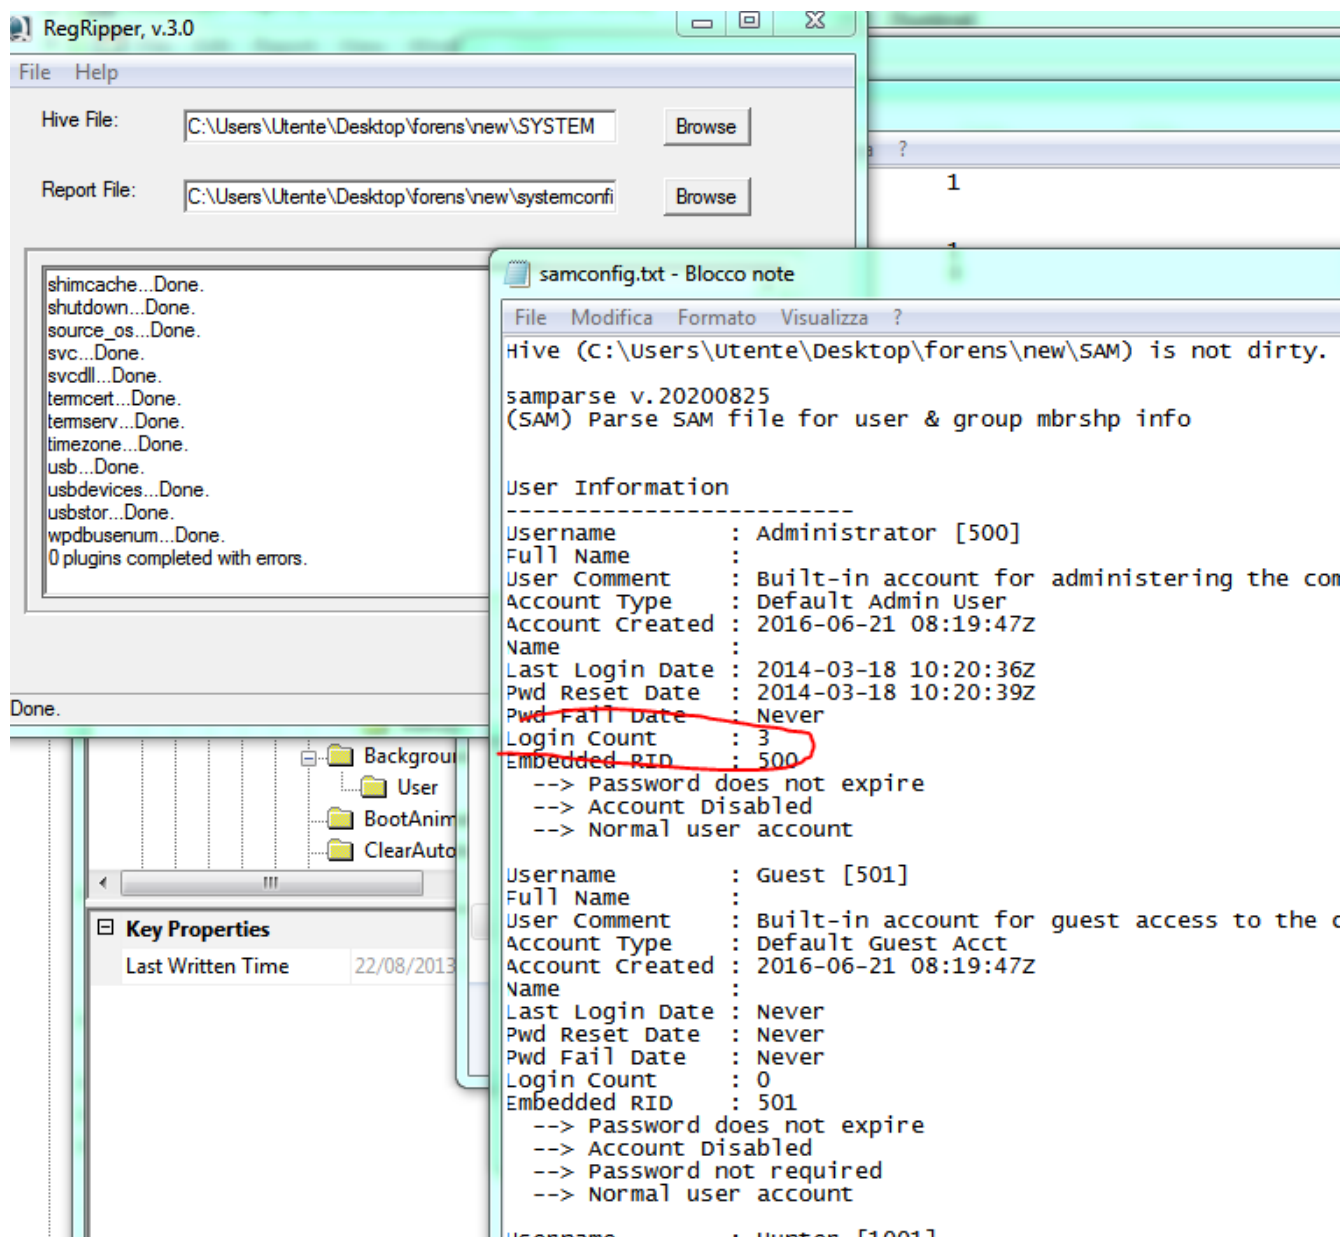 RegRipper, v.3.0
File Help
Hive File: C:\Users\Utente\Desktop\forens\new\SYSTEM Browse
Report File: C:\Users\Utente\Desktop\forens\new\systemconfi Browse
shimcache...Done.
shutdown...Done.
source_os...Done.
svc...Done.
svcdll...Done.
termcert...Done.
termserv...Done.
timezone...Done.
usb...Done.
usbdevices...Done.
usbstor...Done.
wpdbusenum...Done.
0 plugins completed with errors.
Done.
?
1
samconfig.txt - Blocco note
File Modifica Formato Visualizza ?
Hive (C:\Users\Utente\Desktop\forens\new\SAM) is not dirty.
samparse v.20200825
(SAM) Parse SAM file for user & group mbrshp info
User Information
-------------------------
Username : Administrator [500]
Full Name :
User Comment : Built-in account for administering the com
Account Type : Default Admin User
Account Created : 2016-06-21 08:19:47Z
Name :
Last Login Date : 2014-03-18 10:20:36Z
Pwd Reset Date : 2014-03-18 10:20:39Z
Pwd Fail Date : Never
Login Count : 3
Embedded RID : 500
--> Password does not expire
--> Account Disabled
--> Normal user account
Username : Guest [501]
Full Name :
User Comment : Built-in account for guest access to the c
Account Type : Default Guest Acct
Account Created : 2016-06-21 08:19:47Z
Name :
Last Login Date : Never
Pwd Reset Date : Never
Pwd Fail Date : Never
Login Count : 0
Embedded RID : 501
--> Password does not expire
--> Account Disabled
--> Password not required
--> Normal user account
Username : Hunter [1001]
Backgrou
User
BootAnim
ClearAuto
Key Properties
Last Written Time 22/08/2013